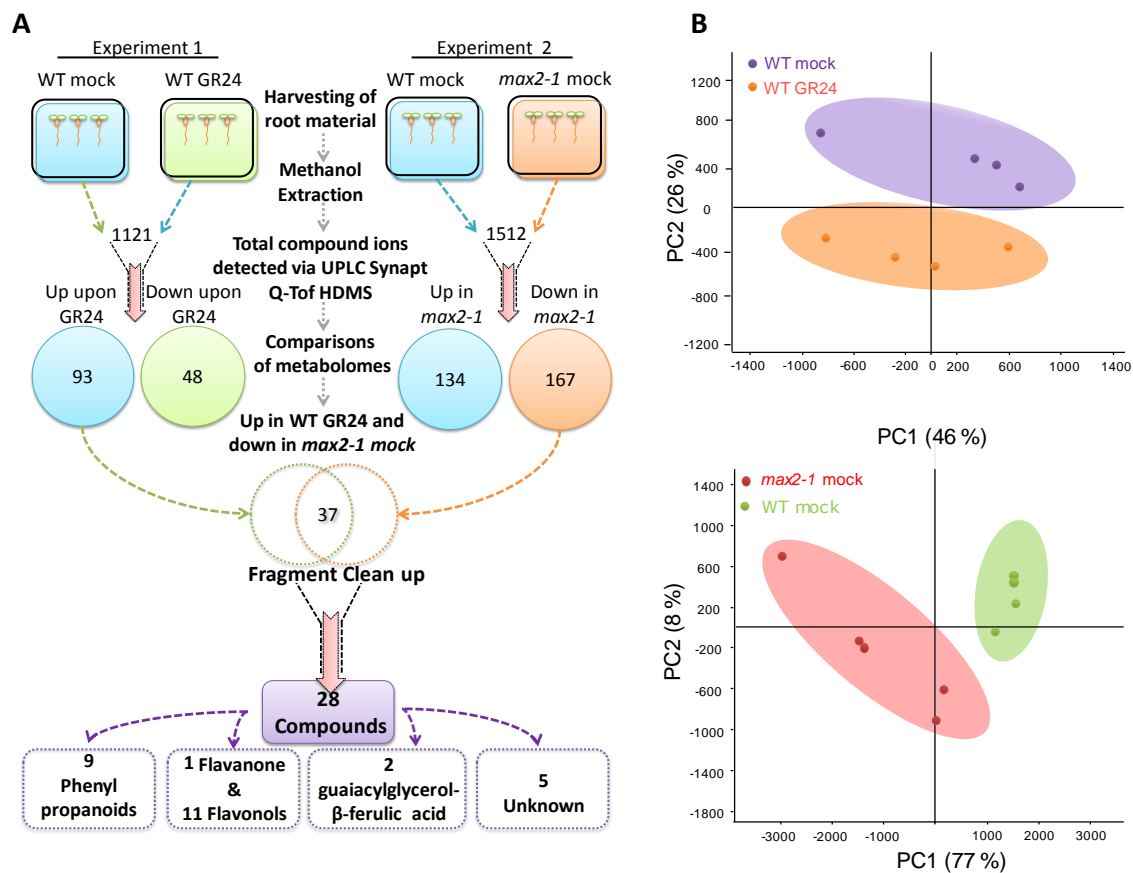 A
Experiment 1
Experiment 2
WT mock
WT GR24
WT mock
max2-1 mock
Harvesting of
root material
Methanol
Extraction
1121
1512
Total compound ions
detected via UPLC Synapt
Q-Tof HDMS
Up upon
GR24
Down upon
GR24
Up in
max2-1
Down in
max2-1
Comparisons
of metabolomes
93
48
134
167
Up in WT GR24 and
down in max2-1 mock
37
Fragment Clean up
28
Compounds
9
Phenyl
propanoids
1 Flavanone
&
11 Flavonols
2
guaiacylglycerol-
β-ferulic acid
5
Unknown
B
WT mock
WT GR24
1200
800
400
0
-400
-800
-1200
PC2 (26 %)
-1400
-1000
-600
-200
0
200
600
1000
1400
PC1 (46 %)
max2-1 mock
WT mock
1400
1000
600
200
-200
-600
-1000
-1400
-1800
PC2 (8 %)
-3000
-2000
-1000
1000
2000
3000
PC1 (77 %)